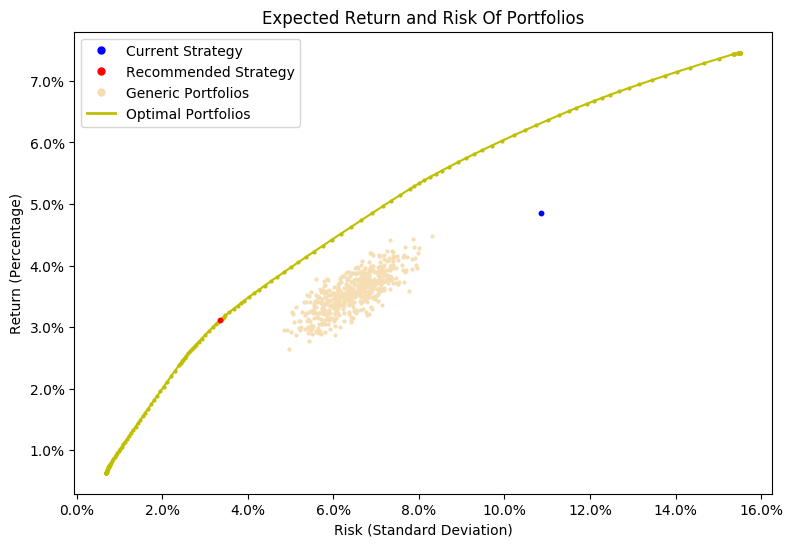 Expected Return and Risk Of Portfolios
Current Strategy
Recommended Strategy
Generic Portfolios
Optimal Portfolios
7.0%
6.0%
5.0%
4.0%
3.0%
2.0%
1.0%
Return (Percentage)
0.0% 2.0% 4.0% 6.0% 8.0% 10.0% 12.0% 14.0% 16.0%
Risk (Standard Deviation)